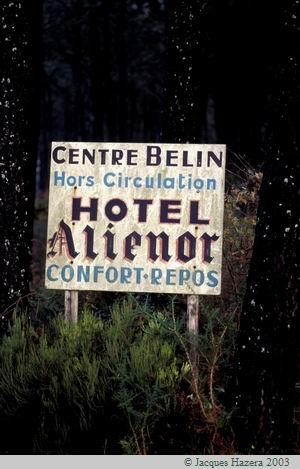 CENTRE BELIN
Hors Circulation
HOTEL
Alienor
CONFORT·REPOS
© Jacques Hazera 2003